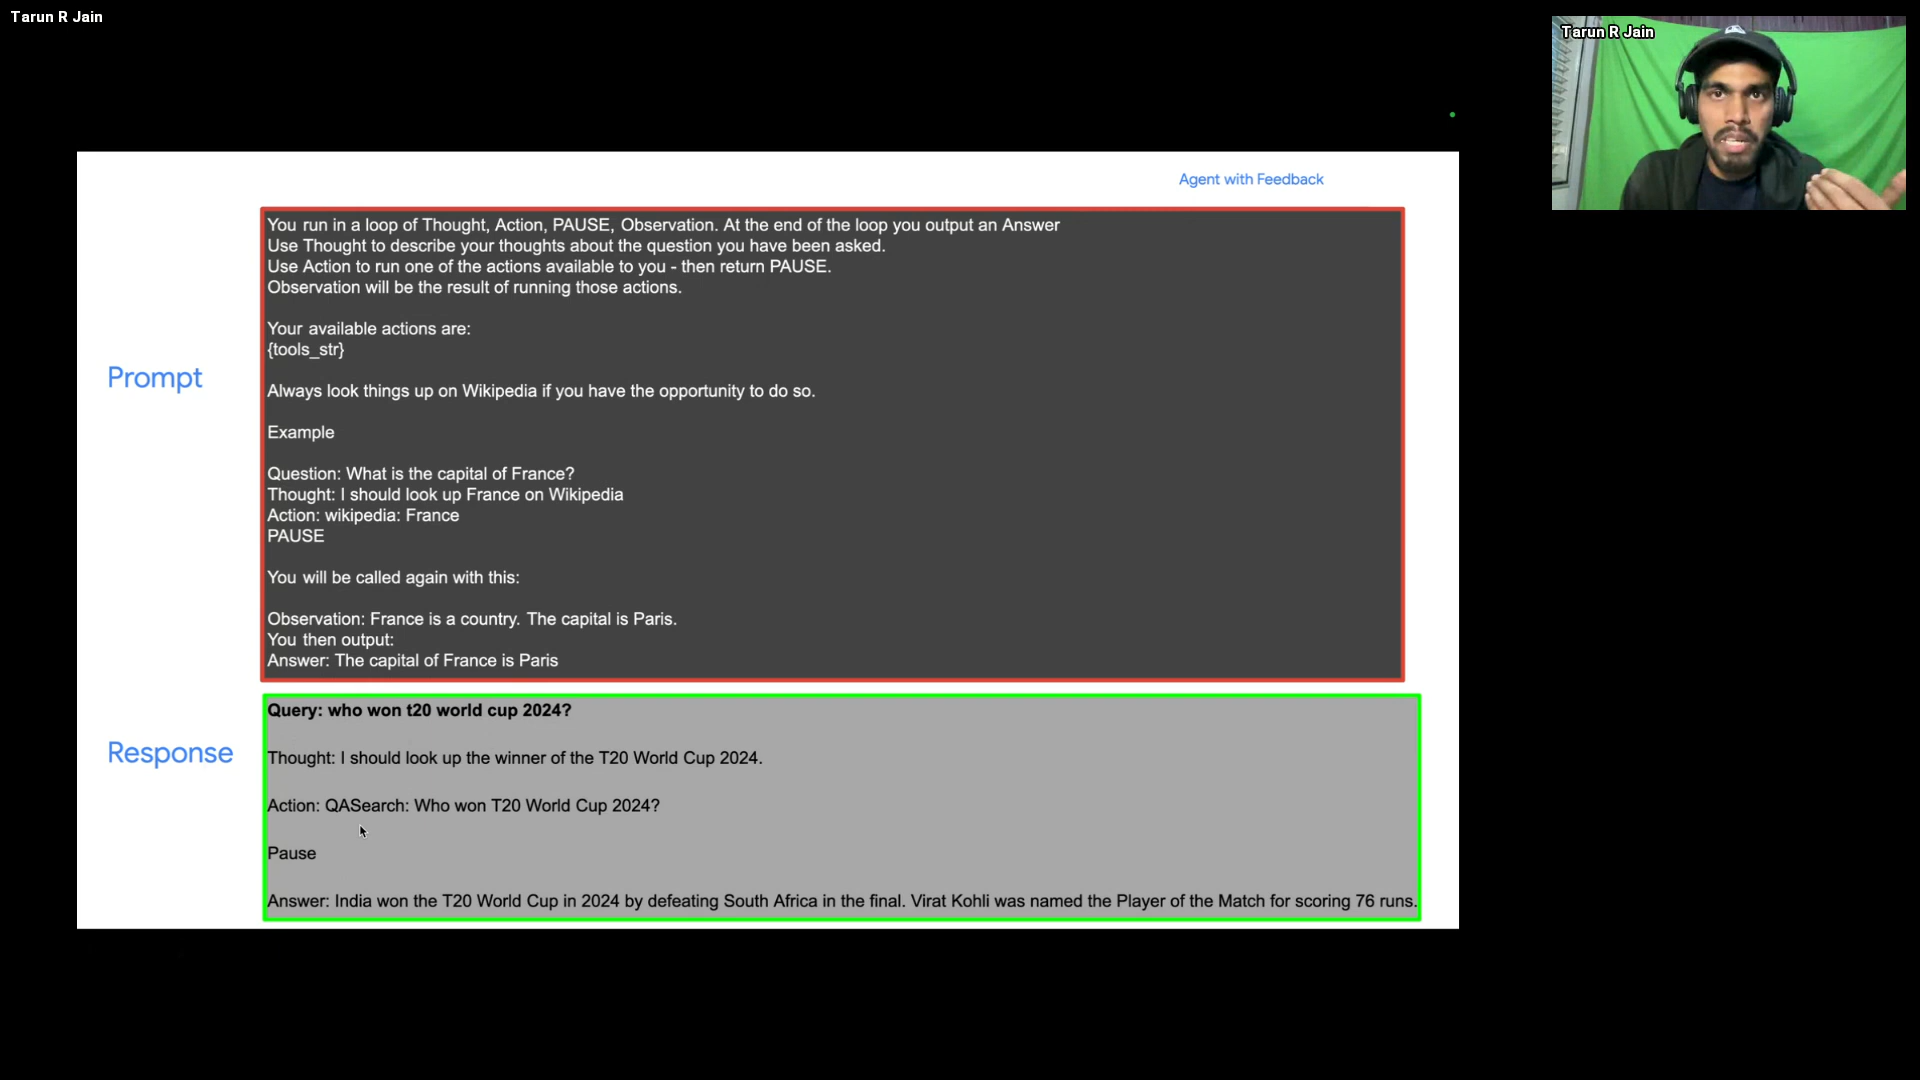 Tarun R Jain
Tarun R Jain
Agent with Feedback
Prompt
You run in a loop of Thought, Action, PAUSE, Observation. At the end of the loop you output an Answer
Use Thought to describe your thoughts about the question you have been asked.
Use Action to run one of the actions available to you - then return PAUSE.
Observation will be the result of running those actions.
Your available actions are:
{tools_str}
Always look things up on Wikipedia if you have the opportunity to do so.
Example
Question: What is the capital of France?
Thought: I should look up France on Wikipedia
Action: wikipedia: France
PAUSE
You will be called again with this:
Observation: France is a country. The capital is Paris.
You then output:
Answer: The capital of France is Paris
Response
Query: who won t20 world cup 2024?
Thought: I should look up the winner of the T20 World Cup 2024.
Action: QASearch: Who won T20 World Cup 2024?
Pause
Answer: India won the T20 World Cup in 2024 by defeating South Africa in the final. Virat Kohli was named the Player of the Match for scoring 76 runs.